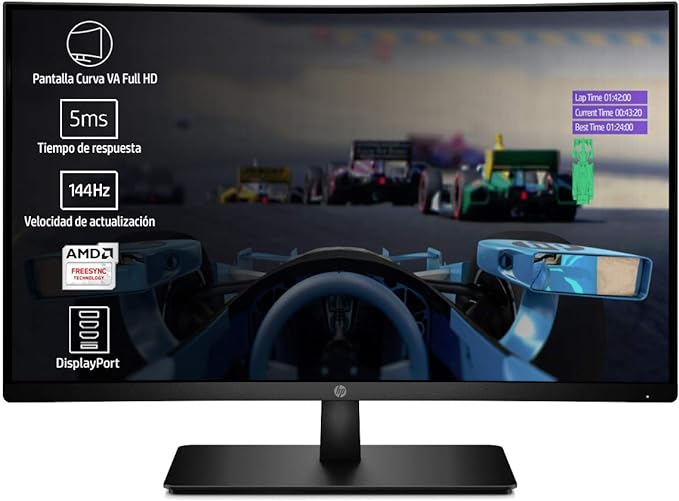 Pantalla Curva VA Full HD
5ms
Tiempo de respuesta
144Hz
Velocidad de actualización
AMD
FREESYNC
TECHNOLOGY
DisplayPort
Lap Time 01:42:00
Current Time 00:43:20
Best Time 01:24:00
hp